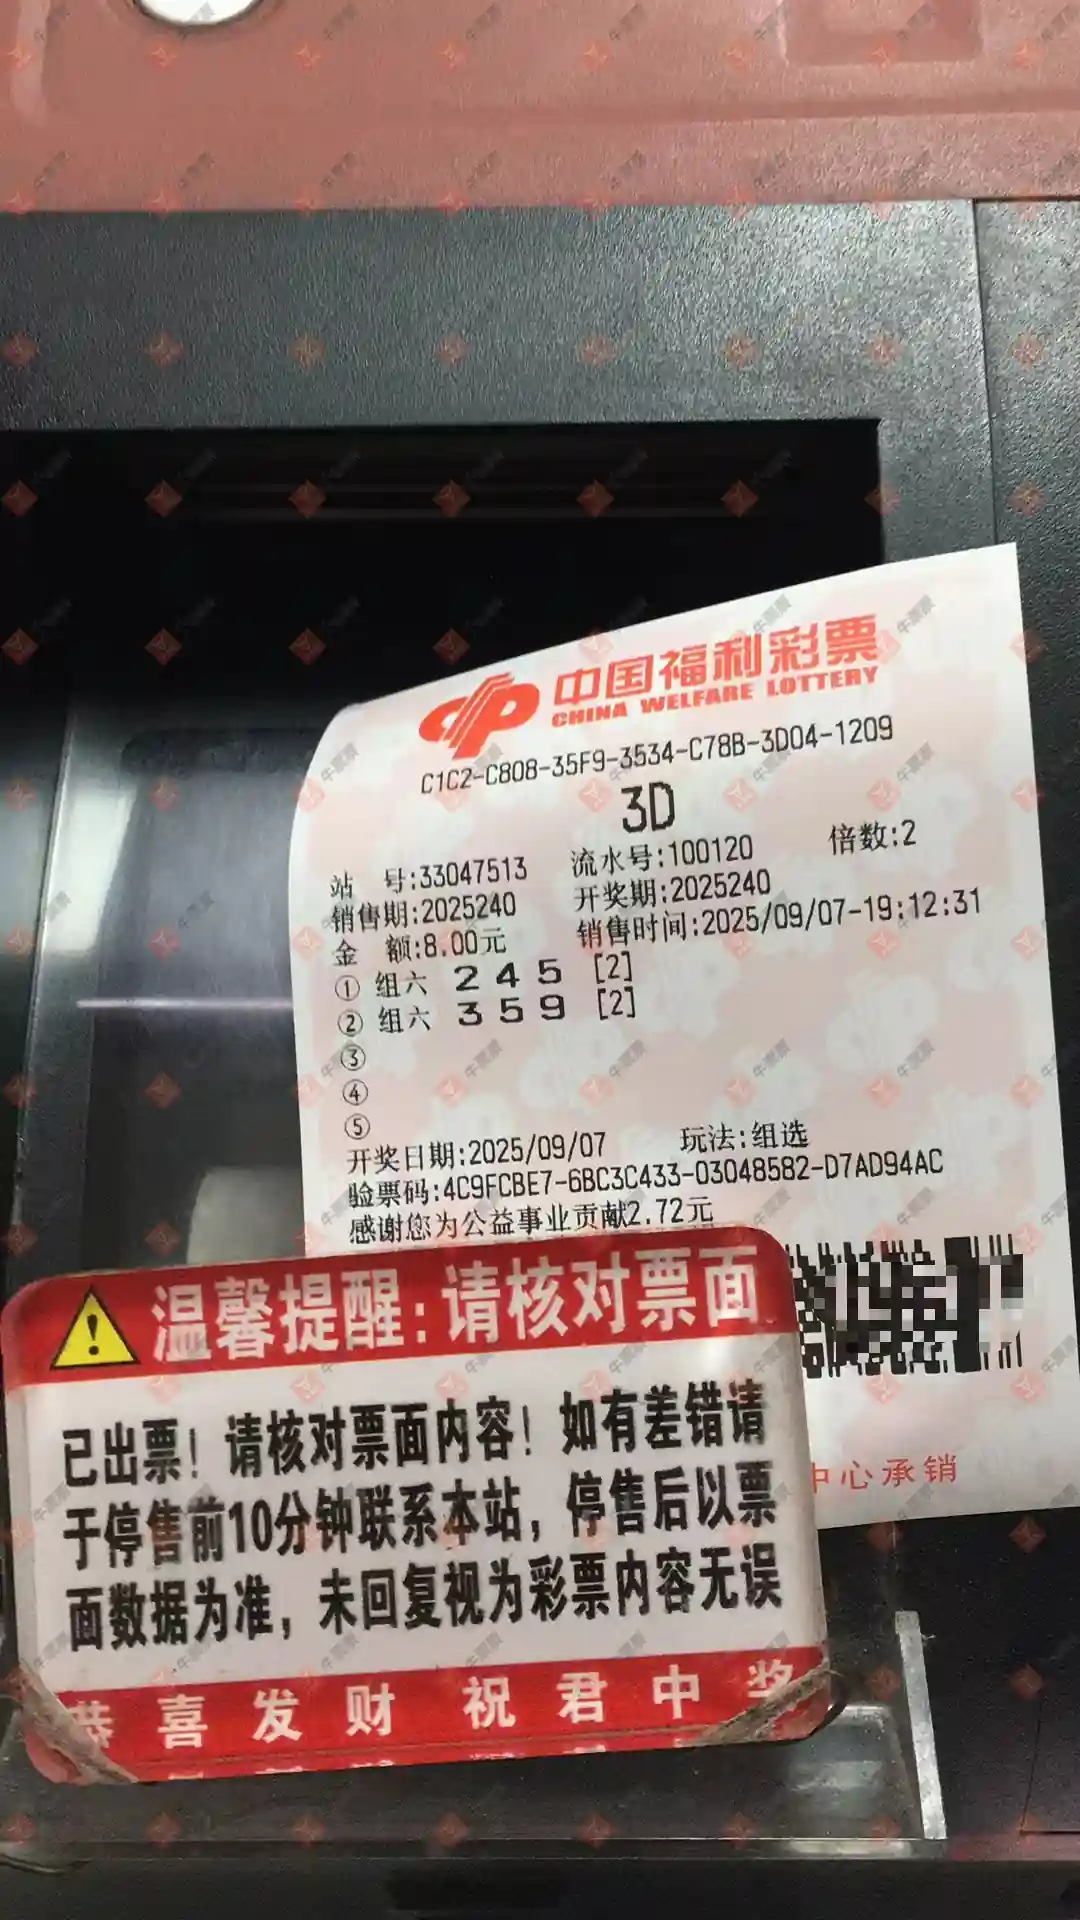 中国福利彩票
CHINA WELFARE LOTTERY
C1C2-C808-35F9-3534-C78B-3D04-1209
3D
站 号:33047513 流水号:100120 倍数:2
销售期:2025240 开奖期:2025240
金 额:8.00元 销售时间:2025/09/07-19:12:31
① 组六 2 4 5 [2]
② 组六 3 5 9 [2]
③
④
⑤
开奖日期:2025/09/07 玩法:组选
验票码:4C9FCBE7-6BC3C433-03048582-D7AD94AC
感谢您为公益事业贡献2.72元
中心承销
温馨提醒:请核对票面
已出票!请核对票面内容!如有差错请
于停售前10分钟联系本站,停售后以票
面数据为准,未回复视为彩票内容无误
恭喜发财 祝君中奖
牛票票